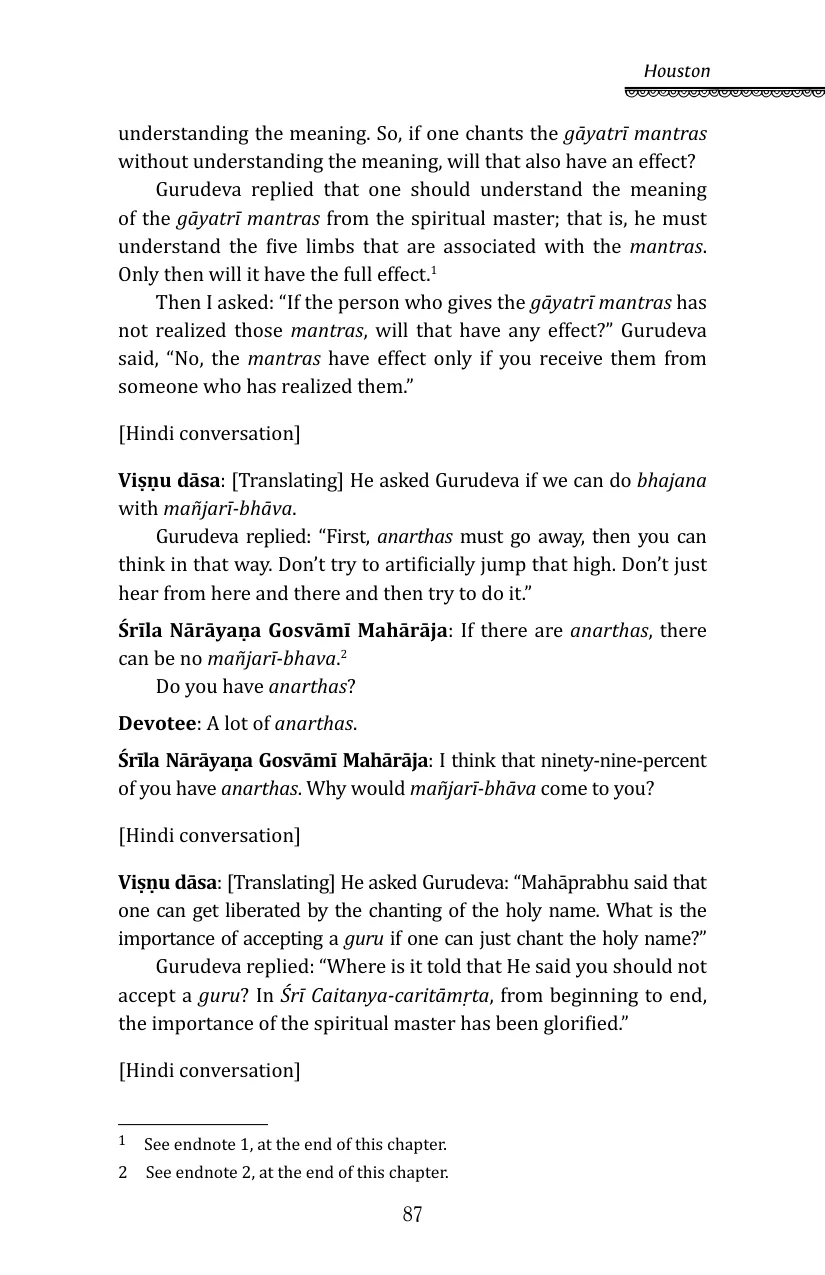 Houston
understanding the meaning. So, if one chants the gāyatrī mantras
without understanding the meaning, will that also have an effect?
Gurudeva replied that one should understand the meaning
of the gāyatrī mantras from the spiritual master; that is, he must
understand the five limbs that are associated with the mantras.
Only then will it have the full effect.1
Then I asked: “If the person who gives the gāyatrī mantras has
not realized those mantras, will that have any effect?” Gurudeva
said, “No, the mantras have effect only if you receive them from
someone who has realized them.”
[Hindi conversation]
Viṣṇu dāsa: [Translating] He asked Gurudeva if we can do bhajana
with mañjarī-bhāva.
Gurudeva replied: “First, anarthas must go away, then you can
think in that way. Don’t try to artificially jump that high. Don’t just
hear from here and there and then try to do it.”
Śrīla Nārāyaṇa Gosvāmī Mahārāja: If there are anarthas, there
can be no mañjarī-bhava.2
Do you have anarthas?
Devotee: A lot of anarthas.
Śrīla Nārāyaṇa Gosvāmī Mahārāja: I think that ninety-nine-percent
of you have anarthas. Why would mañjarī-bhāva come to you?
[Hindi conversation]
Viṣṇu dāsa: [Translating] He asked Gurudeva: “Mahāprabhu said that
one can get liberated by the chanting of the holy name. What is the
importance of accepting a guru if one can just chant the holy name?”
Gurudeva replied: “Where is it told that He said you should not
accept a guru? In Śrī Caitanya-caritāmṛta, from beginning to end,
the importance of the spiritual master has been glorified.”
[Hindi conversation]
1 See endnote 1, at the end of this chapter.
2 See endnote 2, at the end of this chapter.
87